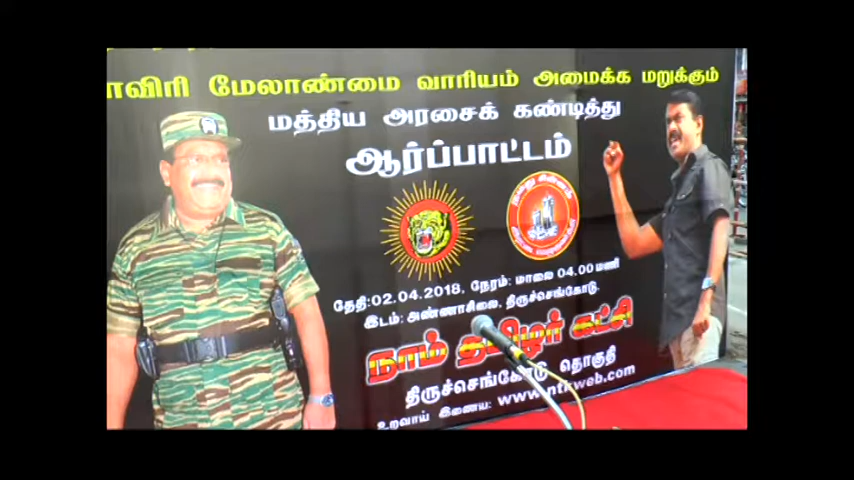 காவிரி மேலாண்மை வாரியம் அமைக்க மறுக்கும்
மத்திய அரசைக் கண்டித்து
ஆர்ப்பாட்டம்
தேதி:02.04.2018. நேரம்: மாலை 04.00 மணி
இடம்: அண்ணாசிலை, திருச்செங்கோடு.
நாம் தமிழர் கட்சி
திருச்செங்கோடு தொகுதி
உறவாய் இணைய www.ntkweb.com